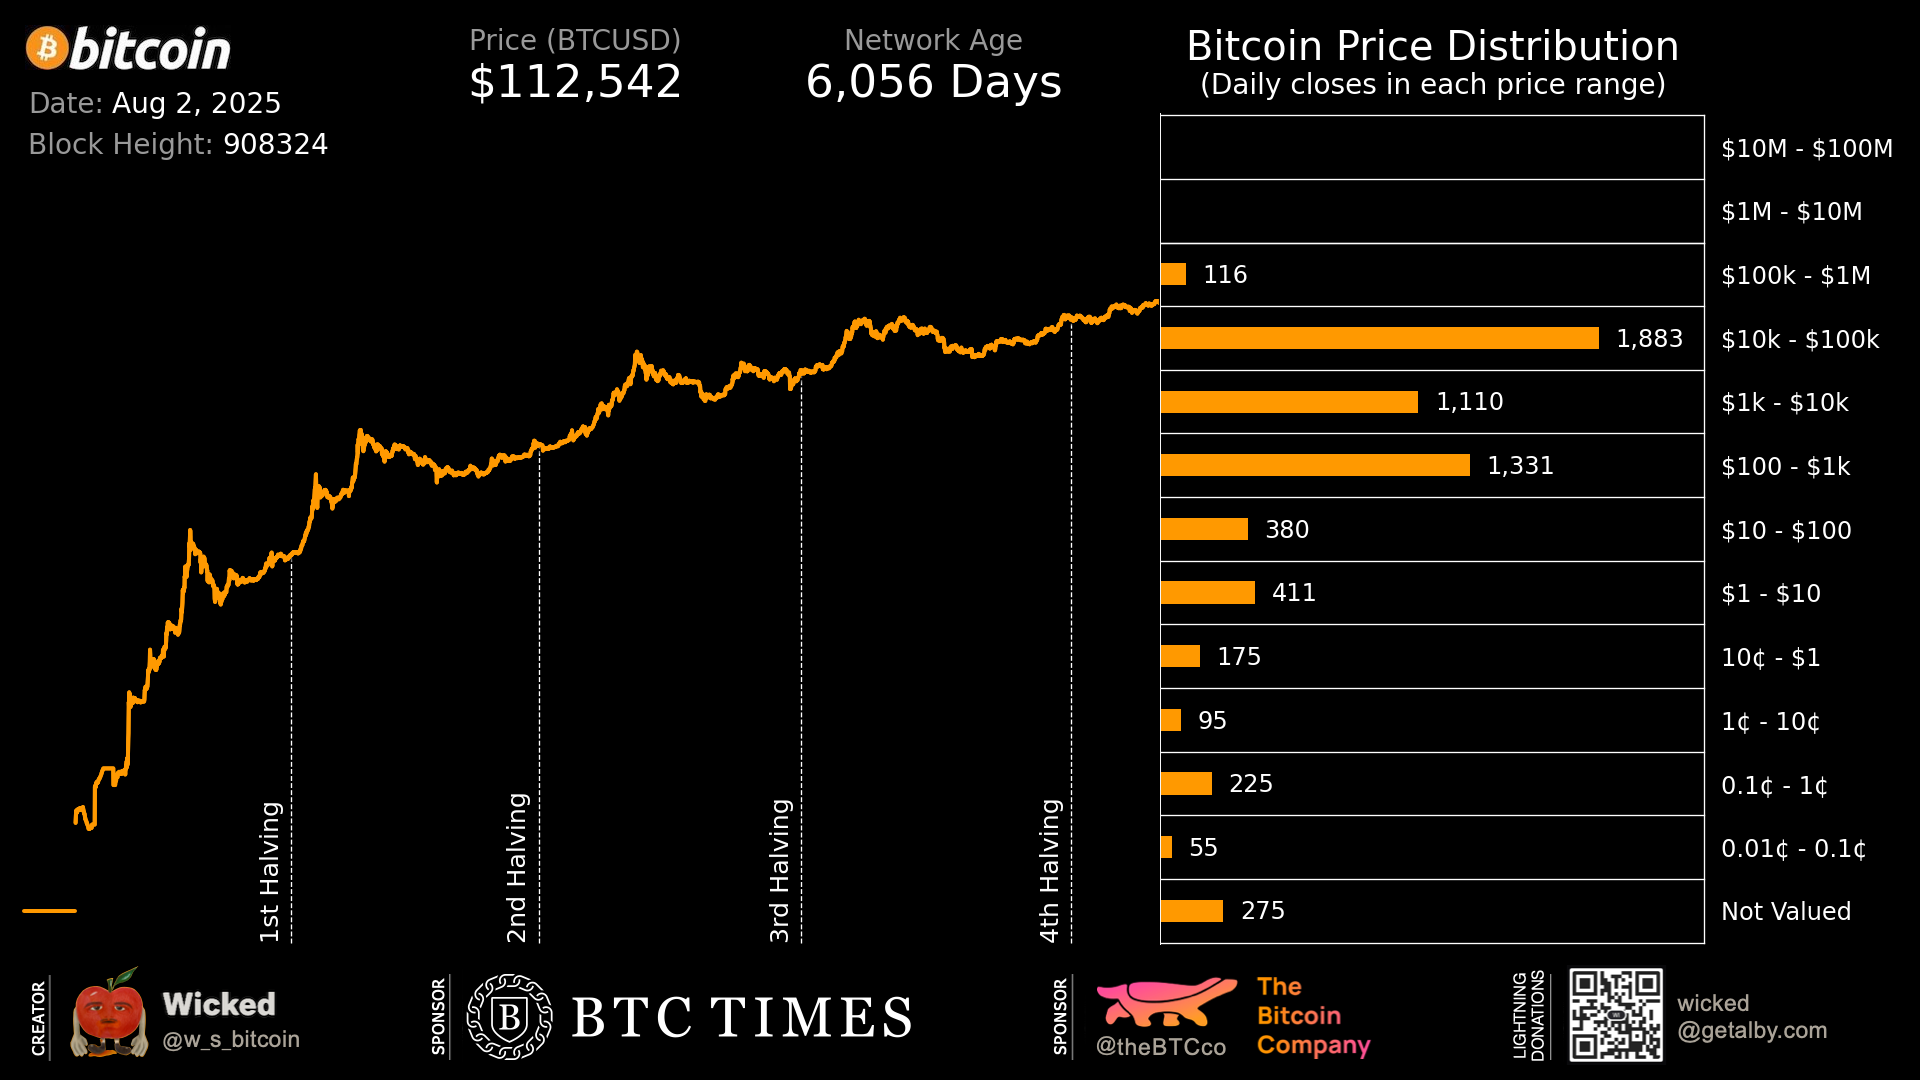 bitcoin
Date: Aug 2, 2025
Block Height: 908324
Price (BTCUSD)
$112,542
Network Age
6,056 Days
Bitcoin Price Distribution
(Daily closes in each price range)
$10M - $100M
$1M - $10M
116 $100k - $1M
1,883 $10k - $100k
1,110 $1k - $10k
1,331 $100 - $1k
380 $10 - $100
411 $1 - $10
175 10¢ - $1
95 1¢ - 10¢
225 0.1¢ - 1¢
55 0.01¢ - 0.1¢
275 Not Valued
1st Halving
2nd Halving
3rd Halving
4th Halving
CREATOR
Wicked
@w_s_bitcoin
SPONSOR
B
BTC TIMES
SPONSOR
@theBTCco
The
Bitcoin
Company
LIGHTNING
DONATIONS
wicked
@getalby.com